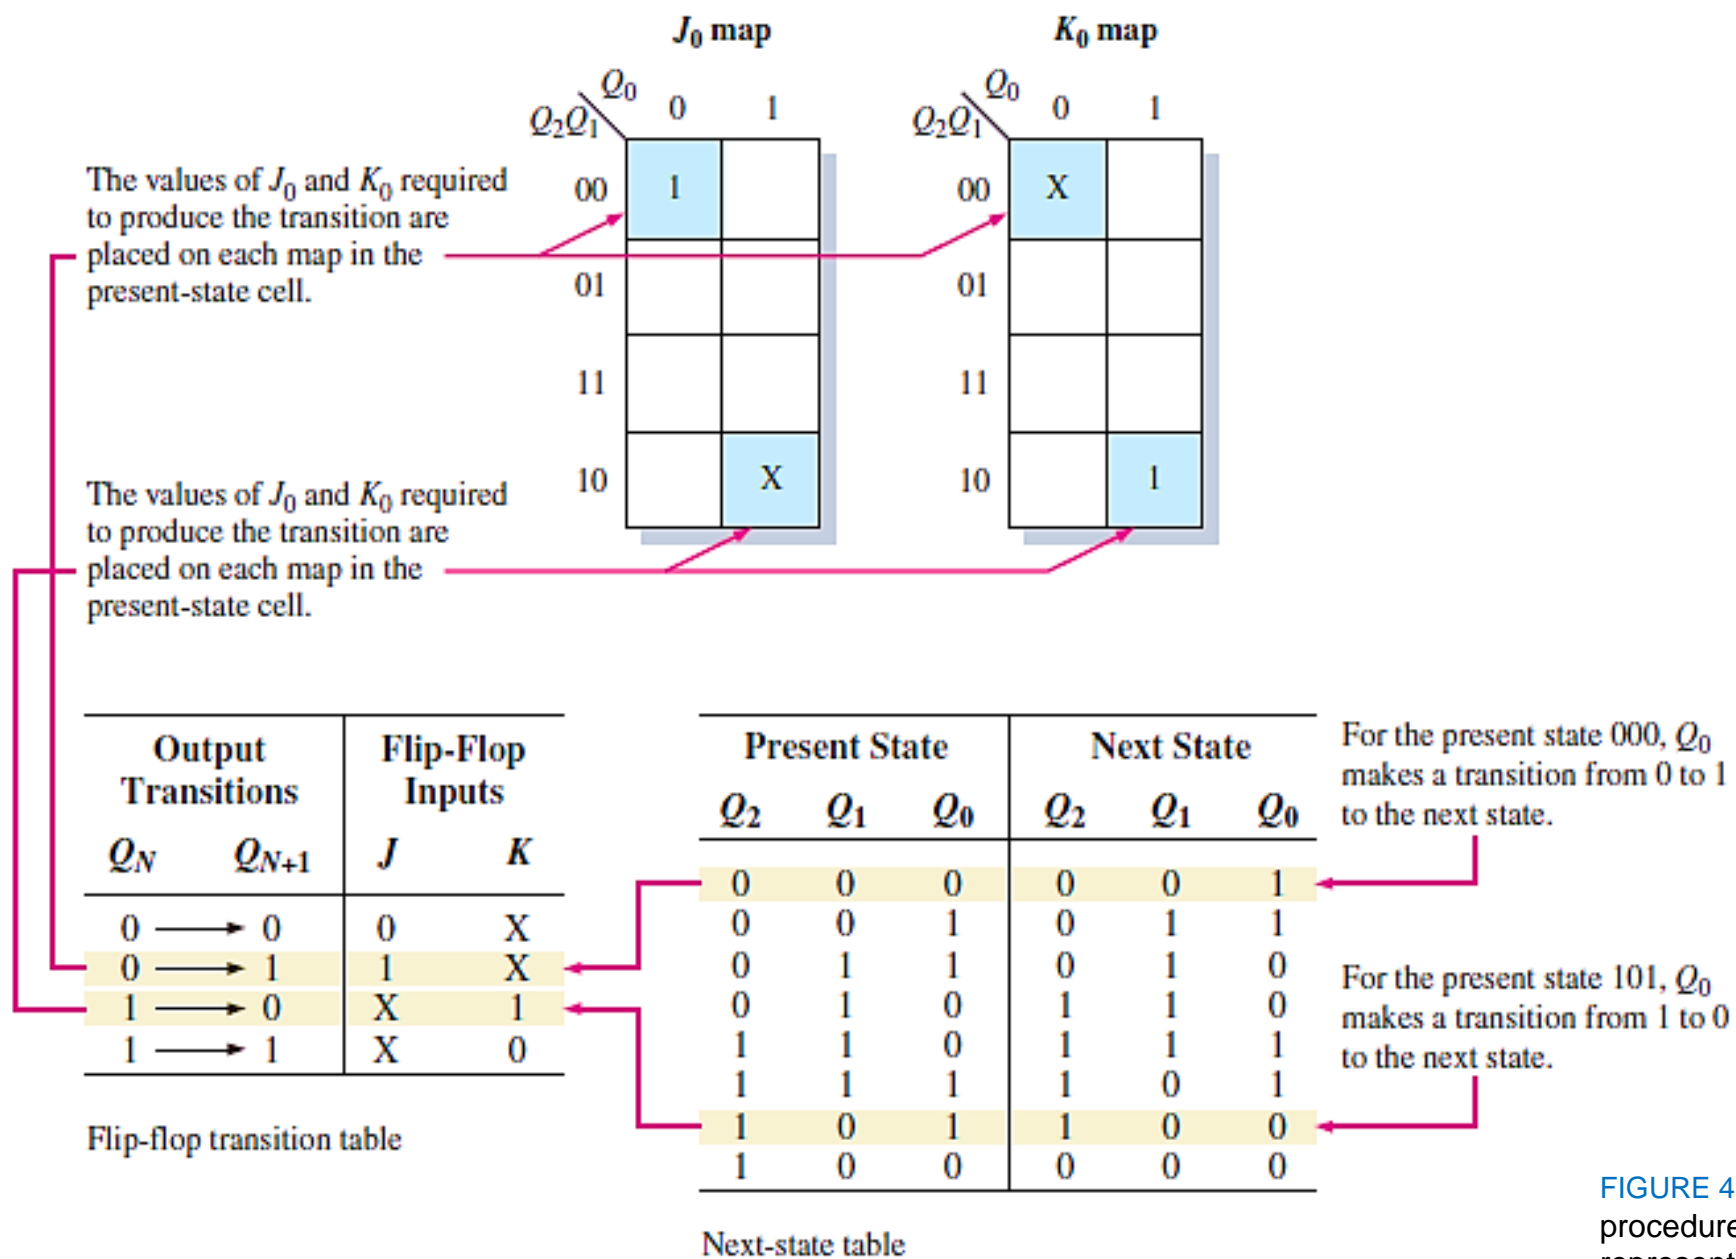 J0 map
K0 map
Q0 0 1
Q2Q1
Q0 0 1
Q2Q1
The values of J0 and K0 required
to produce the transition are
placed on each map in the
present-state cell.
00 1
01
11
10 X
00 X
01
11
10 1
The values of J0 and K0 required
to produce the transition are
placed on each map in the
present-state cell.
Output
Transitions
Flip-Flop
Inputs
QN QN+1 J K
0 → 0 0 X
0 → 1 1 X
1 → 0 X 1
1 → 1 X 0
Flip-flop transition table
Present State Next State
Q2 Q1 Q0 Q2 Q1 Q0
0 0 0 0 0 1
0 0 1 0 1 1
0 1 1 0 1 0
0 1 0 1 1 0
1 1 0 1 1 1
1 1 1 1 0 1
1 0 1 1 0 0
1 0 0 0 0 0
Next-state table
For the present state 000, Q0
makes a transition from 0 to 1
to the next state.
For the present state 101, Q0
makes a transition from 1 to 0
to the next state.
FIGURE 4
procedure